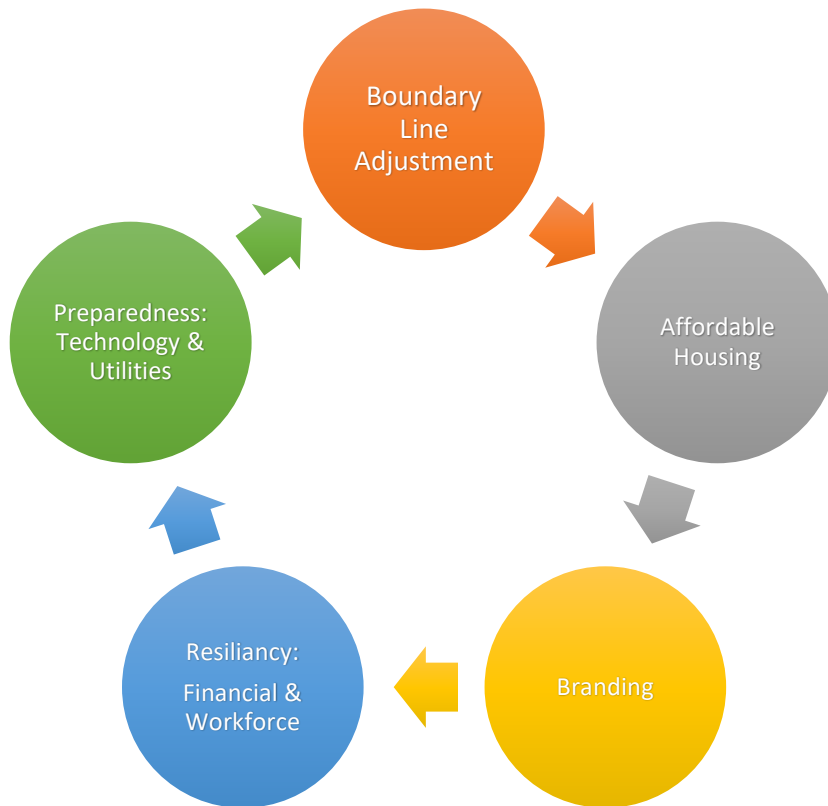 Boundary
Line
Adjustment
Affordable
Housing
Branding
Resiliancy:
Financial &
Workforce
Preparedness:
Technology &
Utilities